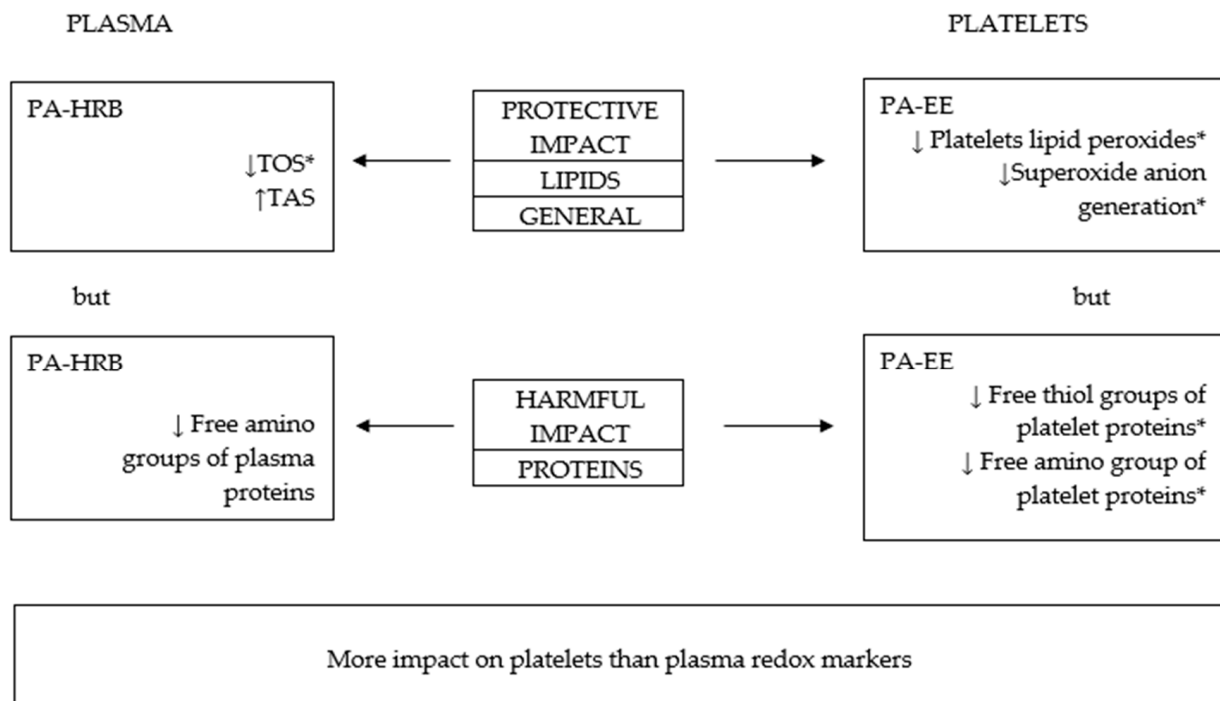 PLASMA
PLATELETS
PA-HRB
↓TOS*
↑TAS
PROTECTIVE
IMPACT
LIPIDS
GENERAL
PA-EE
↓ Platelets lipid peroxides*
↓Superoxide anion
generation*
but
but
PA-HRB
↓ Free amino
groups of plasma
proteins
HARMFUL
IMPACT
PROTEINS
PA-EE
↓ Free thiol groups of
platelet proteins*
↓ Free amino group of
platelet proteins*
More impact on platelets than plasma redox markers